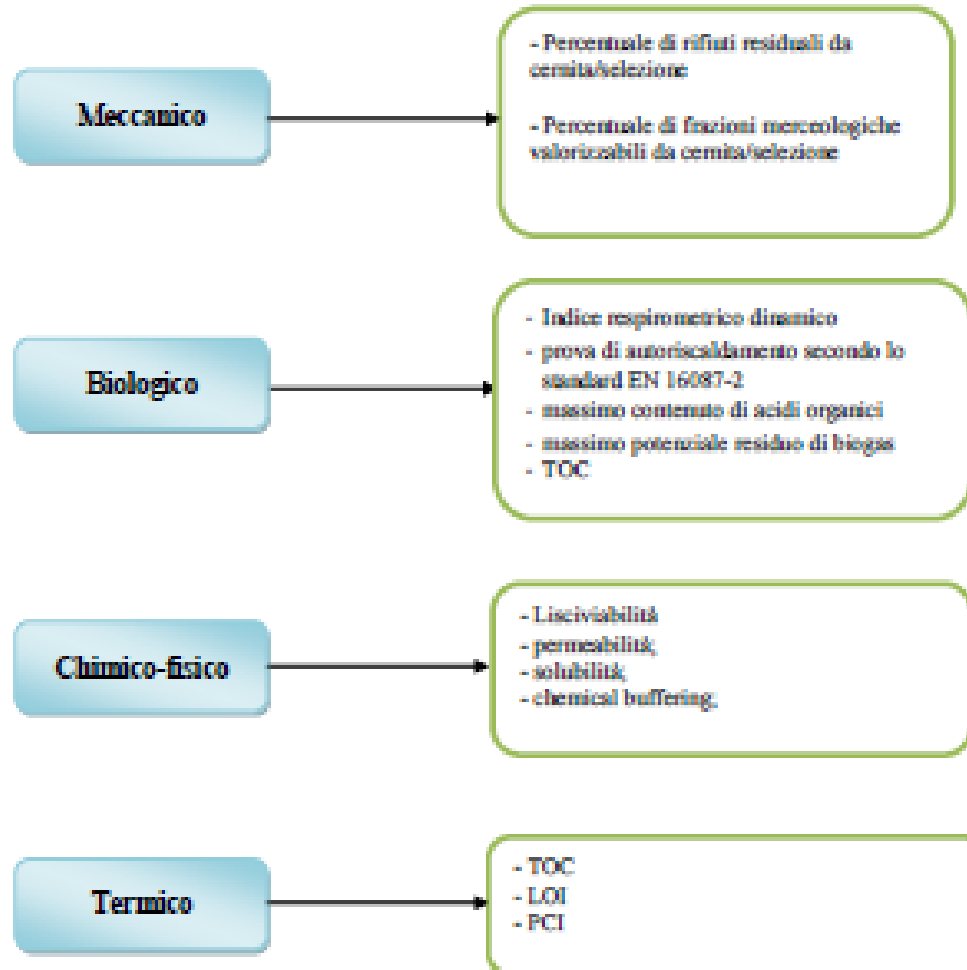 Meccanico
- Percentuale di rifiuti residuali da
cernita/selezione
- Percentuale di frazioni merceologiche
valorizzabili da cernita/selezione
Biologico
- Indice respirometrico dinamico
- prova di autoriscaldamento secondo lo
standard EN 16087-2
- massimo contenuto di acidi organici
- massimo potenziale residuo di biogas
- TOC
Chimico-fisico
- Lisciviabilità
- permeabilità,
- solubilità,
- chemical buffering,
Termico
- TOC
- LOI
- PCI